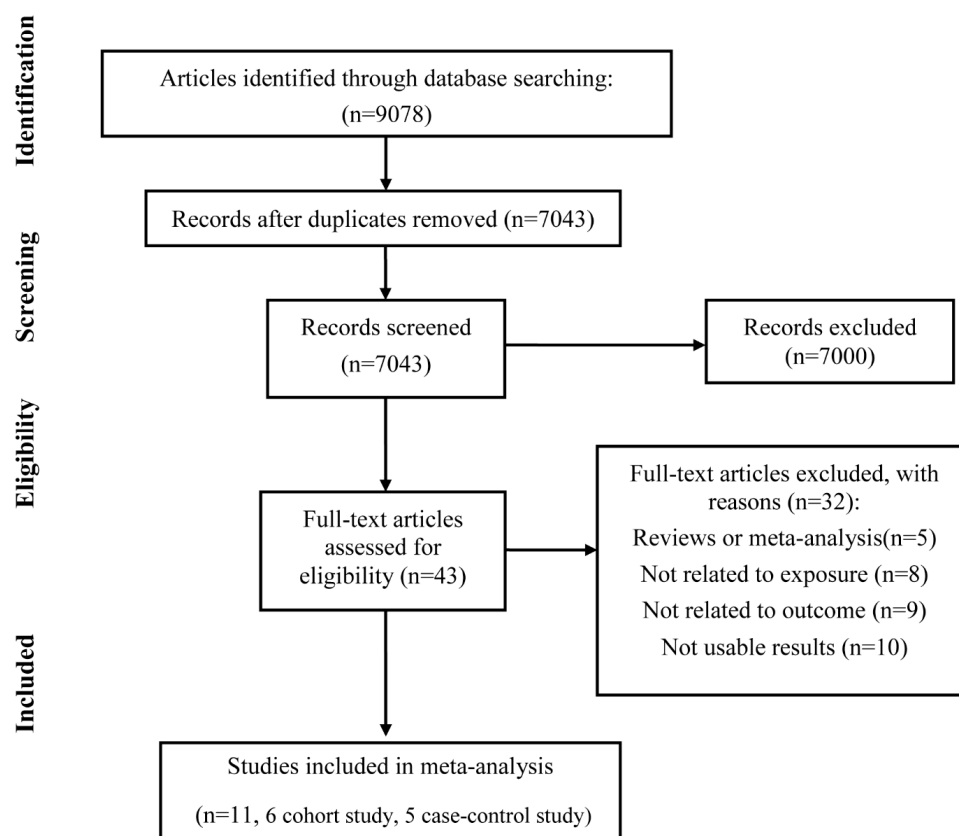 Identification
Articles identified through database searching:
(n=9078)
Records after duplicates removed (n=7043)
Screening
Records screened
(n=7043)
Records excluded
(n=7000)
Eligibility
Full-text articles
assessed for
eligibility (n=43)
Full-text articles excluded, with
reasons (n=32):
Reviews or meta-analysis(n=5)
Not related to exposure (n=8)
Not related to outcome (n=9)
Not usable results (n=10)
Included
Studies included in meta-analysis
(n=11, 6 cohort study, 5 case-control study)